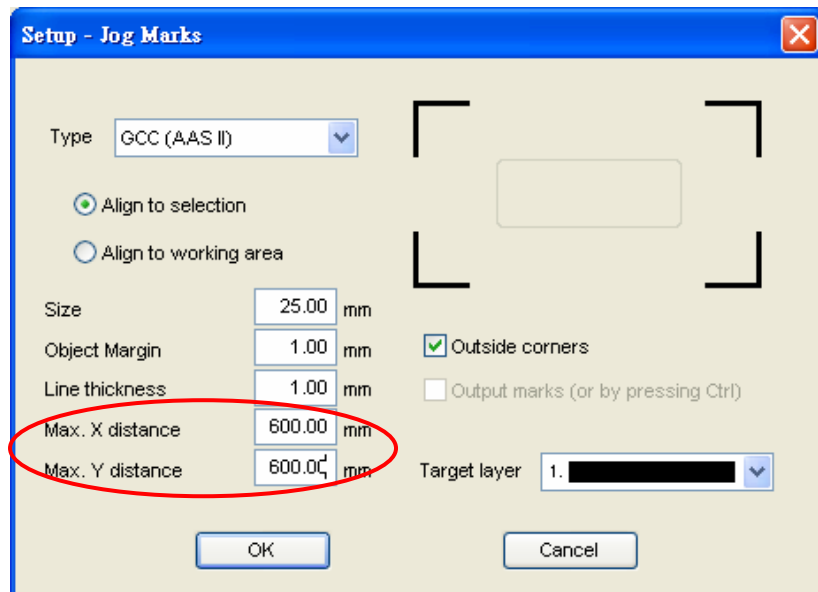 Setup - Jog Marks
Type GCC (AAS II)
Align to selection
Align to working area
Size 25.00 mm
Object Margin 1.00 mm
Line thickness 1.00 mm
Max. X distance 600.00 mm
Max. Y distance 600.00 mm
Outside corners
Output marks (or by pressing Ctrl)
Target layer 1.
OK Cancel